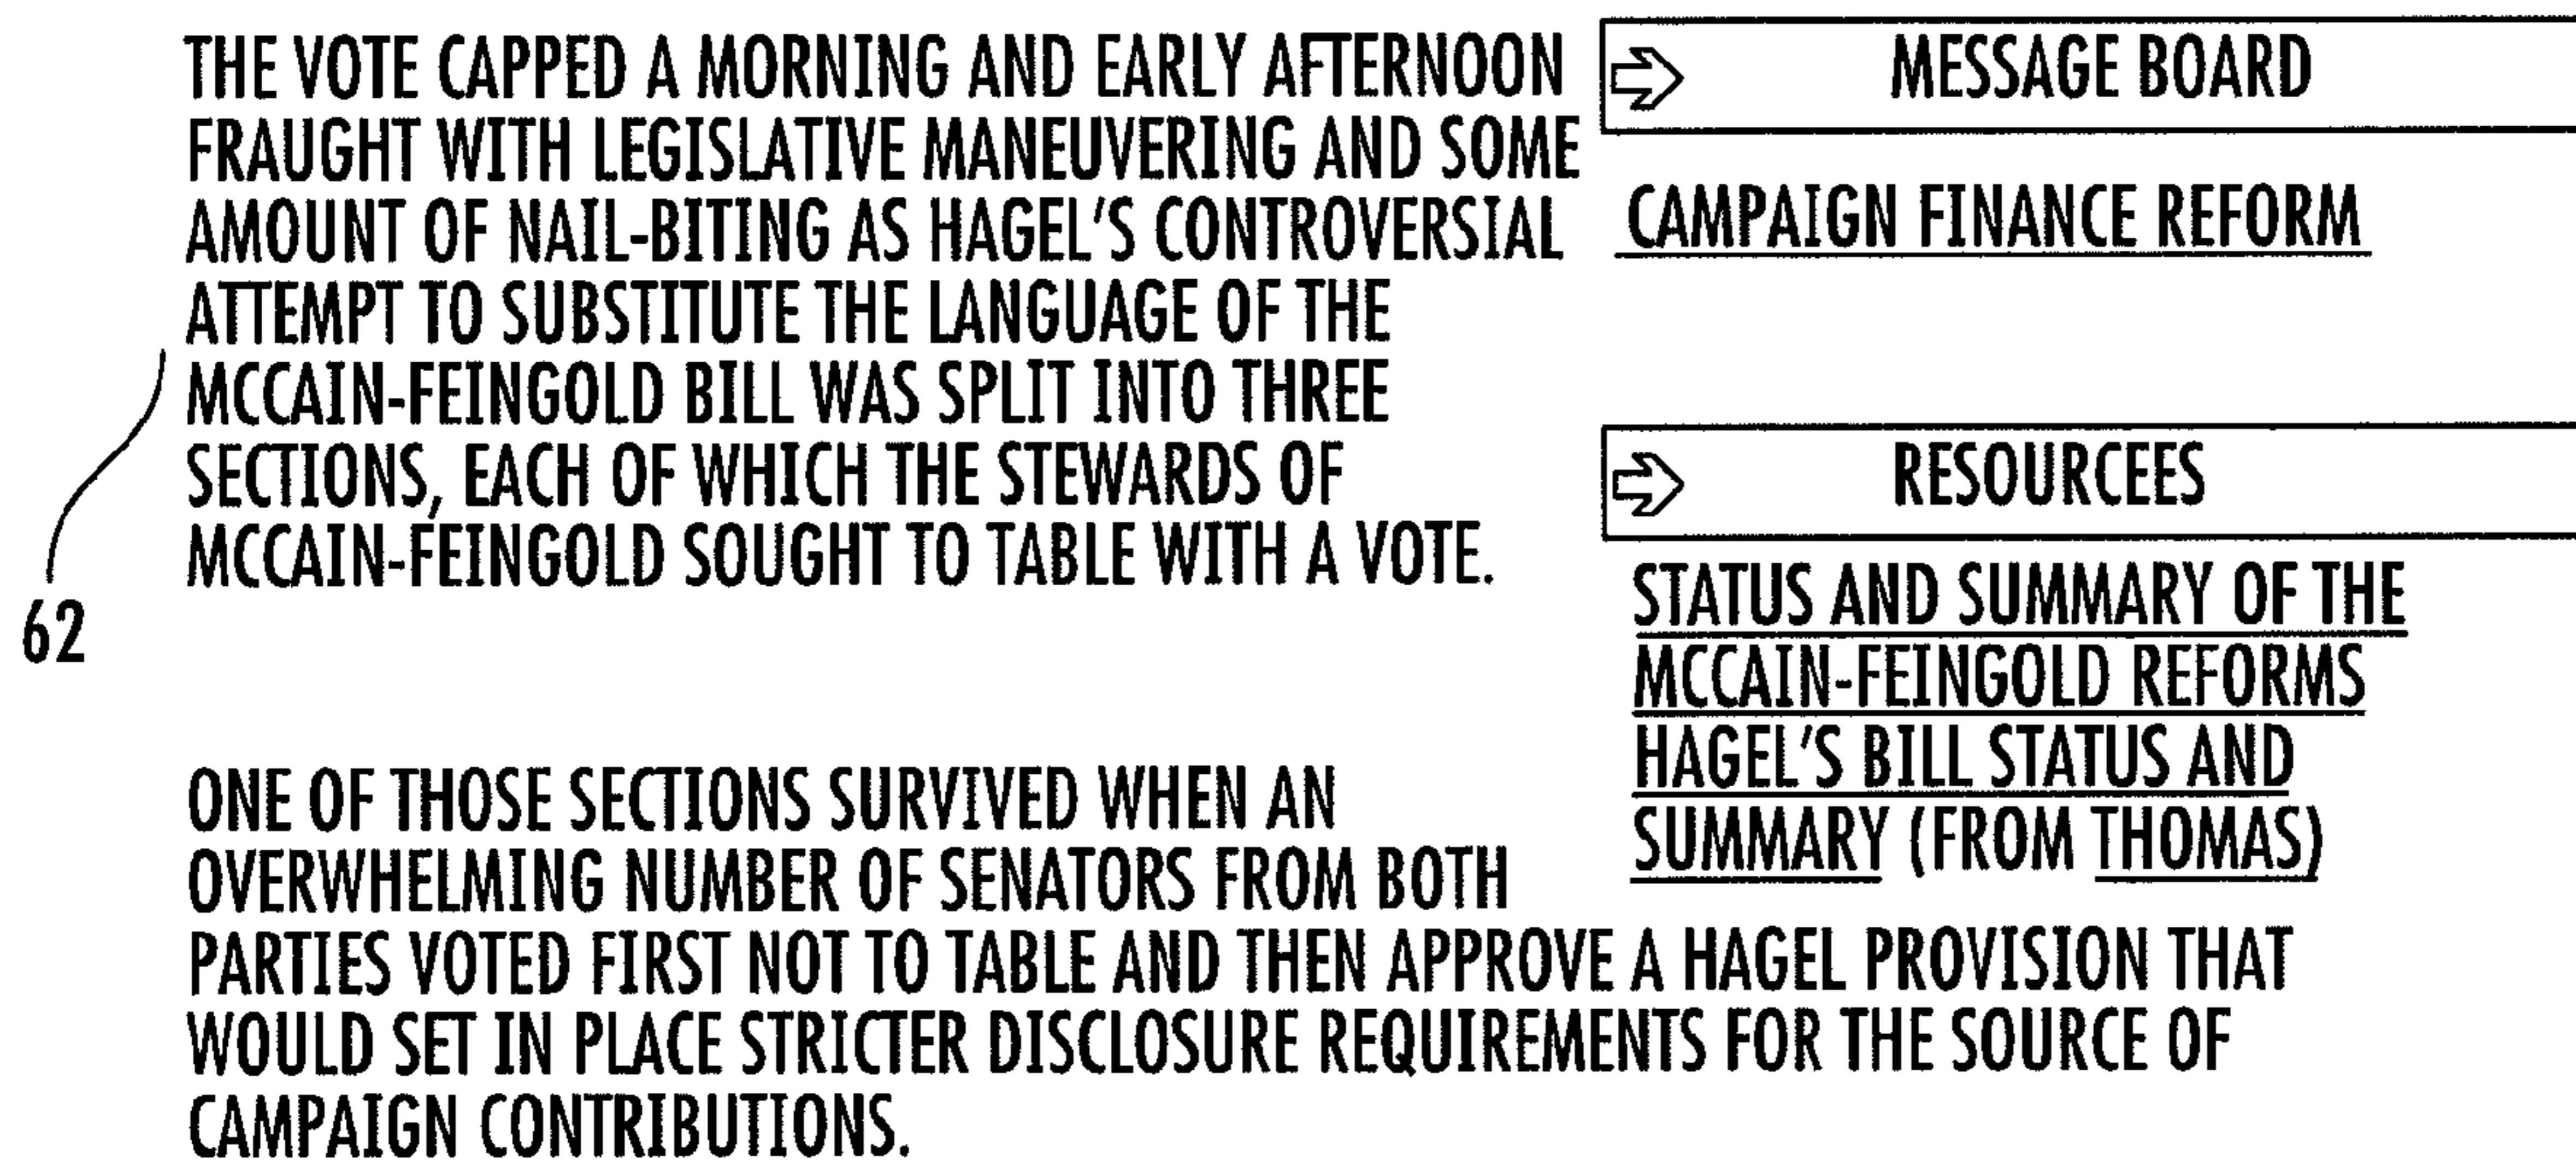 THE VOTE CAPPED A MORNING AND EARLY AFTERNOON
FRAUGHT WITH LEGISLATIVE MANEUVERING AND SOME
AMOUNT OF NAIL-BITING AS HAGEL'S CONTROVERSIAL
ATTEMPT TO SUBSTITUTE THE LANGUAGE OF THE
MCCAIN-FEINGOLD BILL WAS SPLIT INTO THREE
SECTIONS, EACH OF WHICH THE STEWARDS OF
MCCAIN-FEINGOLD SOUGHT TO TABLE WITH A VOTE.
62
MESSAGE BOARD
CAMPAIGN FINANCE REFORM
RESOURCEES
STATUS AND SUMMARY OF THE
MCCAIN-FEINGOLD REFORMS
HAGEL'S BILL STATUS AND
SUMMARY (FROM THOMAS)
ONE OF THOSE SECTIONS SURVIVED WHEN AN
OVERWHELMING NUMBER OF SENATORS FROM BOTH
PARTIES VOTED FIRST NOT TO TABLE AND THEN APPROVE A HAGEL PROVISION THAT
WOULD SET IN PLACE STRICTER DISCLOSURE REQUIREMENTS FOR THE SOURCE OF
CAMPAIGN CONTRIBUTIONS.